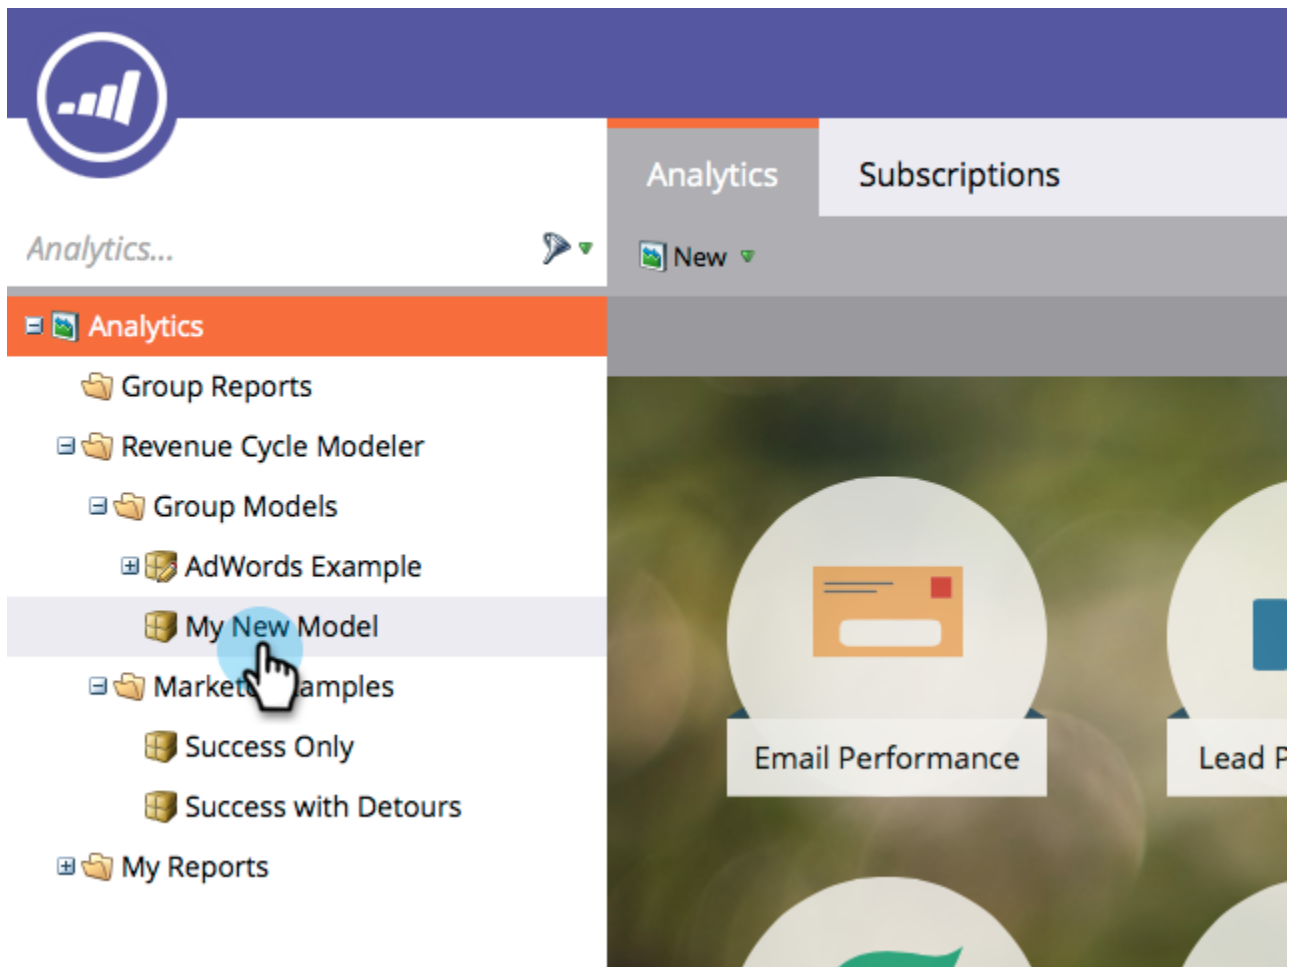 Analytics
Subscriptions
Analytics...
New
Analytics
Group Reports
Revenue Cycle Modeler
Group Models
AdWords Example
My New Model
Success Only
Success with Detours
My Reports
Email Performance
Lead